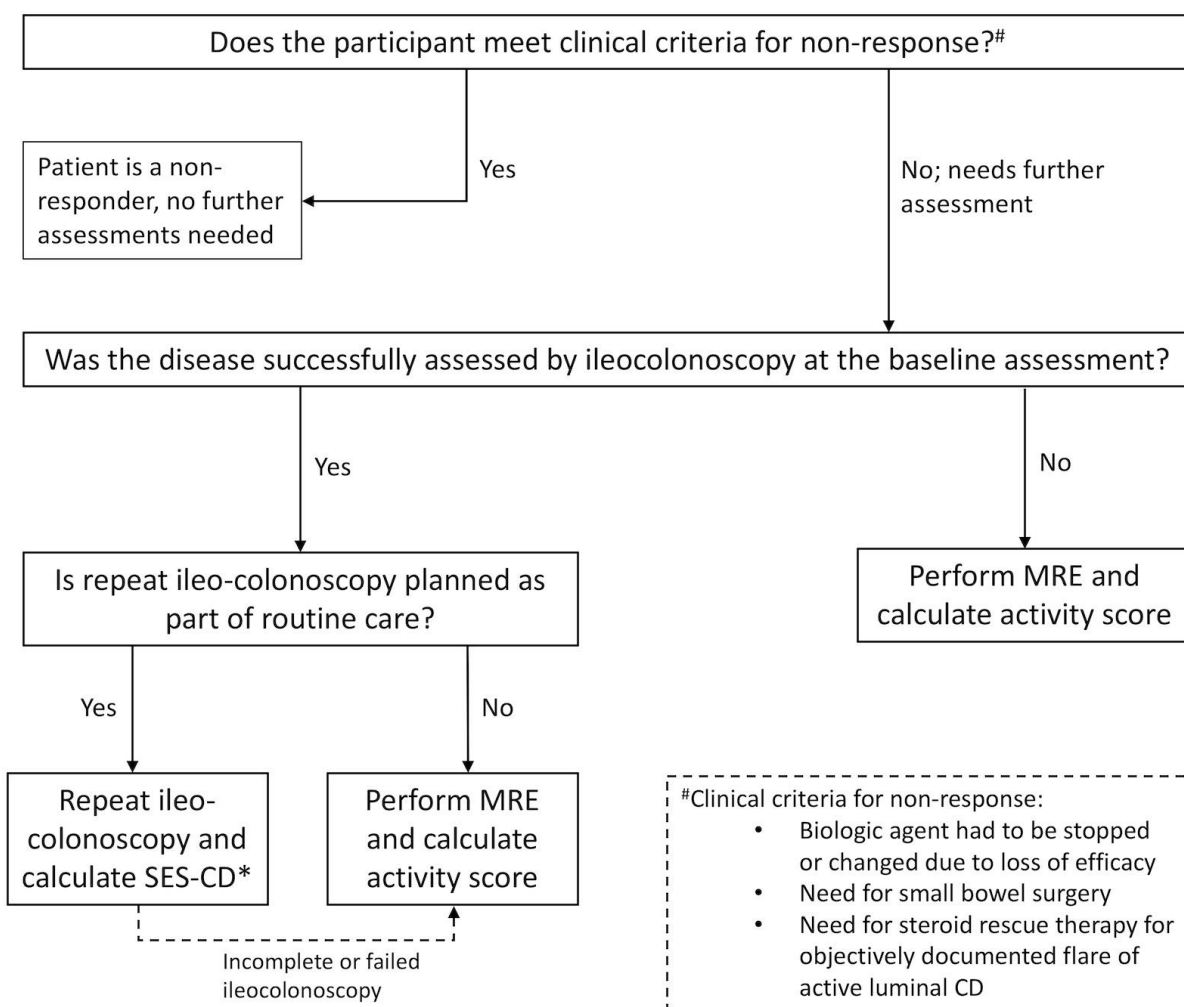 Does the participant meet clinical criteria for non-response?#
Patient is a non-
responder, no further
assessments needed
Yes
No; needs further
assessment
Was the disease successfully assessed by ileocolonoscopy at the baseline assessment?
Yes
No
Is repeat ileo-colonoscopy planned as
part of routine care?
Perform MRE and
calculate activity score
Yes
No
Repeat ileo-
colonoscopy and
calculate SES-CD*
Perform MRE
and calculate
activity score
Incomplete or failed
ileocolonoscopy
#Clinical criteria for non-response:
• Biologic agent had to be stopped
or changed due to loss of efficacy
• Need for small bowel surgery
• Need for steroid rescue therapy for
objectively documented flare of
active luminal CD